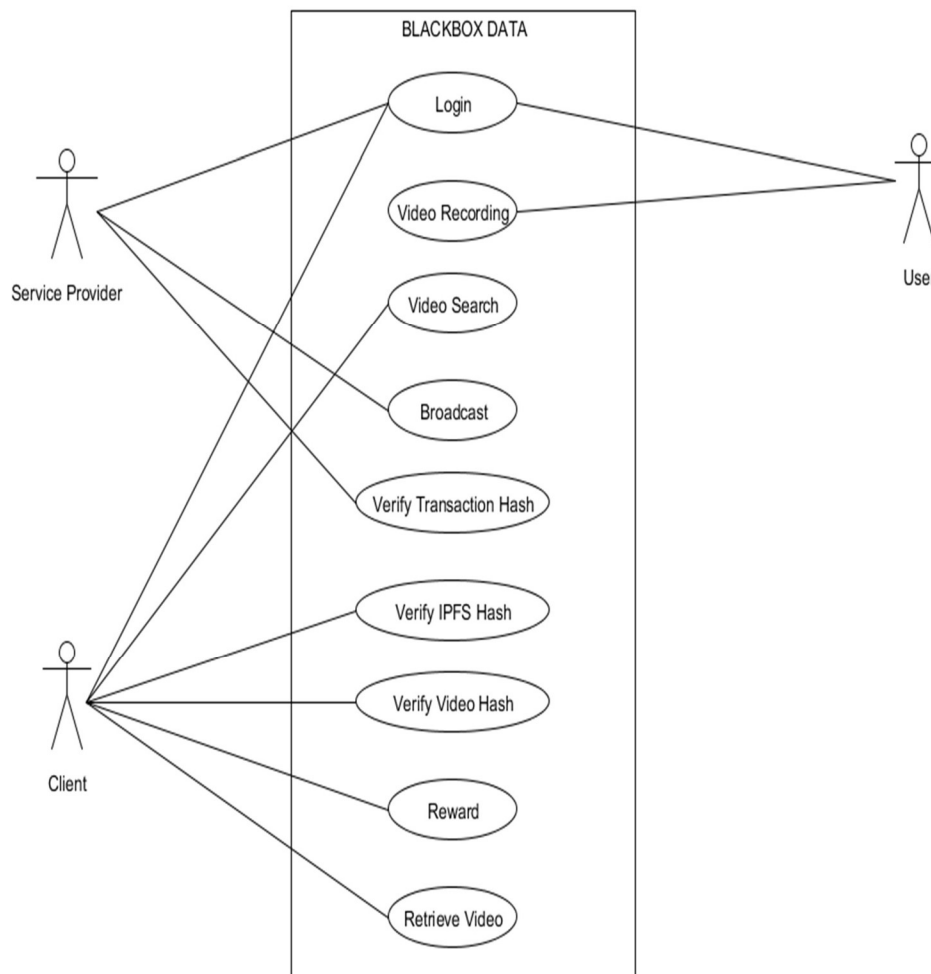 BLACKBOX DATA
Login
Service Provider
Video Recording
Use
Video Search
Broadcast
Verify Transaction Hash
Verify IPFS Hash
Verify Video Hash
Client
Reward
Retrieve Video